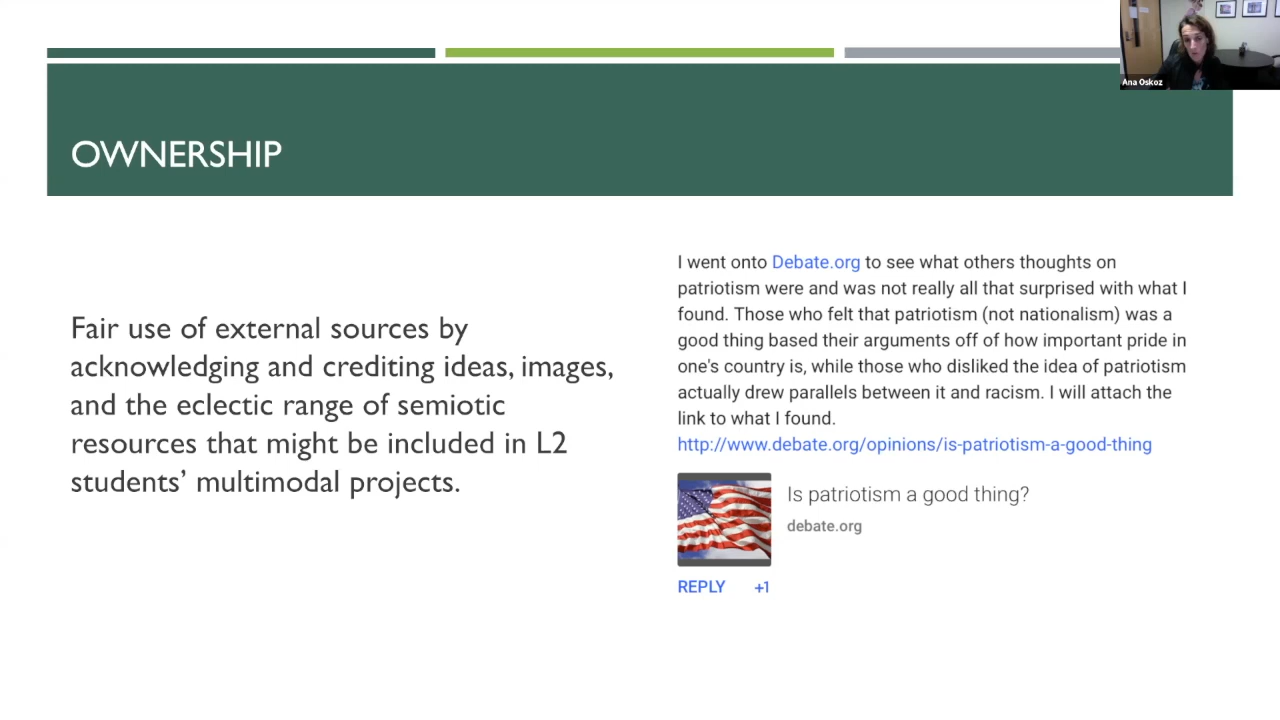 Ana Oskoz
OWNERSHIP
Fair use of external sources by
acknowledging and crediting ideas, images,
and the eclectic range of semiotic
resources that might be included in L2
students’ multimodal projects.
I went onto Debate.org to see what others thoughts on
patriotism were and was not really all that surprised with what I
found. Those who felt that patriotism (not nationalism) was a
good thing based their arguments off of how important pride in
one's country is, while those who disliked the idea of patriotism
actually drew parallels between it and racism. I will attach the
link to what I found.
http://www.debate.org/opinions/is-patriotism-a-good-thing
Is patriotism a good thing?
debate.org
REPLY +1